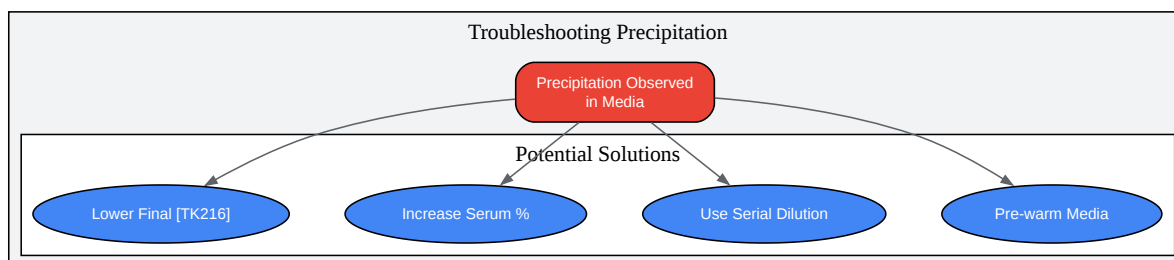 Troubleshooting Precipitation
Precipitation Observed
in Media
Potential Solutions
Lower Final [TK216]
Increase Serum %
Use Serial Dilution
Pre-warm Media